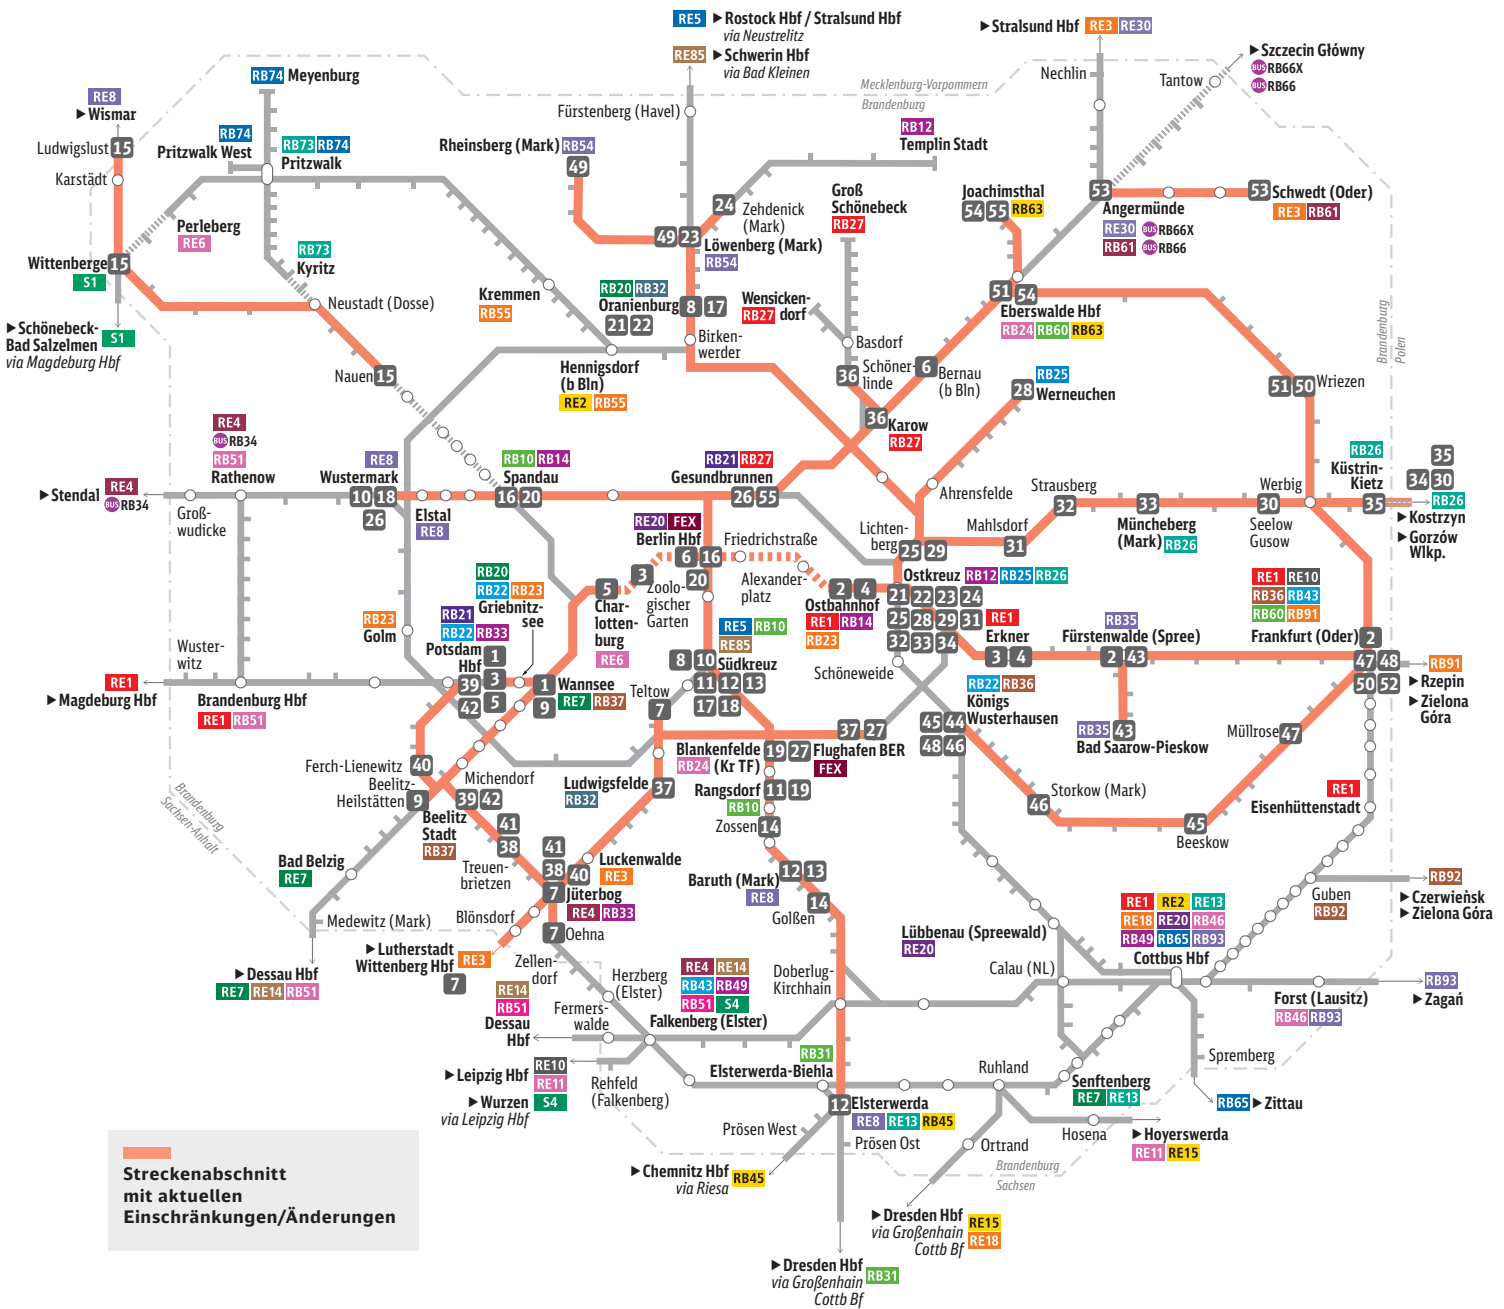 RE5 ▶ Rostock Hbf / Stralsund Hbf
via Neustrelitz
RE85 ▶ Schwerin Hbf
via Bad Kleinen
▶ Stralsund Hbf RE3 RE30
▶ Szczecin Główny
BUS RB66X
BUS RB66
Nechlin
Tantow
Mecklenburg-Vorpommern
Brandenburg
RB74 Meyenburg
RE8
▶ Wismar
Ludwigslust 15
Karstädt
RB74
Pritzwalk West
RB73 RB74
Pritzwalk
Fürstenberg (Havel)
Rheinsberg (Mark) RB54
49
RB12
Templin Stadt
Perleberg
RE6
RB73
Kyritz
Wittenberge 15
S1
Neustadt (Dosse)
▶ Schönebeck-
Bad Salzelmen S1
via Magdeburg Hbf
Nauen 15
24
Zehdenick
(Mark)
49 23
Löwenberg (Mark)
RB54
Groß
Schönebeck
RB27
Joachimsthal
54 55 RB63
53
Angermünde
RE30 BUS RB66X
RB61 BUS RB66
53 Schwedt (Oder)
RE3 RB61
Kremmen
RB55
RB20 RB32
Oranienburg 8 17
21 22
Wensicken-
dorf
RB27
Basdorf
51 54
Eberswalde Hbf
RB24 RB60 RB63
Brandenburg
Polen
Birken-
werder
Hennigsdorf
(b Bln)
RE2 RB55
36
Schöner-
linde
6 Bernau
(b Bln)
36
Karow
RB27
RB25
28 Werneuchen
51 50 Wriezen
RE4
BUS RB34
RB51
Rathenow
▶ Stendal RE4
BUS RB34
Groß-
wudicke
RE8
Wustermark
10 18
26
Elstal
RE8
RB10 RB14
Spandau
16 20
RB21 RB27
Gesundbrunnen
26 55
Ahrensfelde
Strausberg
32
33
Müncheberg
(Mark) RB26
Werbig
30
Seelow
Gusow
RB26
Küstrin-
Kietz
35
35
34 30
RB26
▶ Kostrzyn
▶ Gorzów
Wlkp.
RE20 FEX
Berlin Hbf
6 16
20
Friedrichstraße
Alexander-
platz
Lichten-
berg
25 29
Mahlsdorf
31
3
Zoolo-
gischer
Garten
5
Char-
lotten-
burg
RE6
2 4
Ostbahnhof
RE1 RB14
RB23
Ostkreuz RB12 RB25 RB26
21 22 23 24
25 28 29 31
32 33 34
RB20
RB22 RB23
Griebnitz-
see
RB23
Golm
RB21
RB22 RB33
Potsdam
Hbf
1
3
39
42 5
1 Wannsee
9 RE7 RB37
Wuster-
witz
RE1
▶ Magdeburg Hbf
Brandenburg Hbf
RE1 RB51
RE5 RB10
RE85
8 10 Südkreuz
11 12 13
17 18
Teltow
7
Schöneweide
RE1
Erkner
3 4
RB35
Fürstenwalde (Spree)
2 43
RE1 RE10
RB36 RB43
RB60 RB91
Frankfurt (Oder) 2
47 48
50 52
RB91
▶ Rzepin
▶ Zielona
Góra
RB22 RB36
Königs
Wusterhausen
45 44
48 46
RB35 43
Bad Saarow-Pieskow
Müllrose 47
37 27
Flughafen BER
FEX
Blankenfelde
RB24 (Kr TF)
19 27
Ferch-Lienewitz 40
Beelitz-
Heilstätten 9
Michendorf
39 42
Beelitz
Stadt
RB37
41
38
Treuen-
brietzen
Ludwigsfelde
RB32
37
Rangsdorf 11 19
RB10
Zossen 14
Storkow (Mark)
46
45
Beeskow
RE1
Eisenhüttenstadt
Brandenburg
Sachsen-Anhalt
Bad Belzig
RE7
Medewitz (Mark)
41
38 40
Luckenwalde
RE3
7 Jüterbog
RE4 RB33
12 13
Baruth (Mark)
RE8
14
Golßen
Blönsdorf
7 Oehna
▶ Lutherstadt
Wittenberg Hbf RE3
7
▶ Dessau Hbf
RE7 RE14 RB51
Zellen-
dorf
RE14
RB51
Dessau
Hbf
Herzberg
(Elster)
Fermers-
walde
RE4 RE14
RB43 RB49
RB51 S4
Falkenberg (Elster)
Doberlug-
Kirchhain
Lübbenau (Spreewald)
RE20
Calau (NL)
RE1 RE2 RE13
RE18 RE20 RB46
RB49 RB65 RB93
Cottbus Hbf
Guben
RB92
RB92
▶ Czerwieńsk
▶ Zielona Góra
Forst (Lausitz)
RB46 RB93
RB93
▶ Zagań
Spremberg
▶ Leipzig Hbf RE10
RE11
▶ Wurzen S4
via Leipzig Hbf
Rehfeld
(Falkenberg)
RB31
Elsterwerda-Biehla
12 Elsterwerda
RE8 RE13 RB45
Ruhland
Senftenberg
RE7 RE13
RB65 ▶ Zittau
Prösen West
Prösen Ost
Ortrand
Hosena
▶ Hoyerswerda
RE11 RE15
Brandenburg
Sachsen
▶ Chemnitz Hbf RB45
via Riesa
▶ Dresden Hbf RE15
via Großenhain RE18
Cottb Bf
▶ Dresden Hbf RB31
via Großenhain
Cottb Bf
Streckenabschnitt
mit aktuellen
Einschränkungen/Änderungen